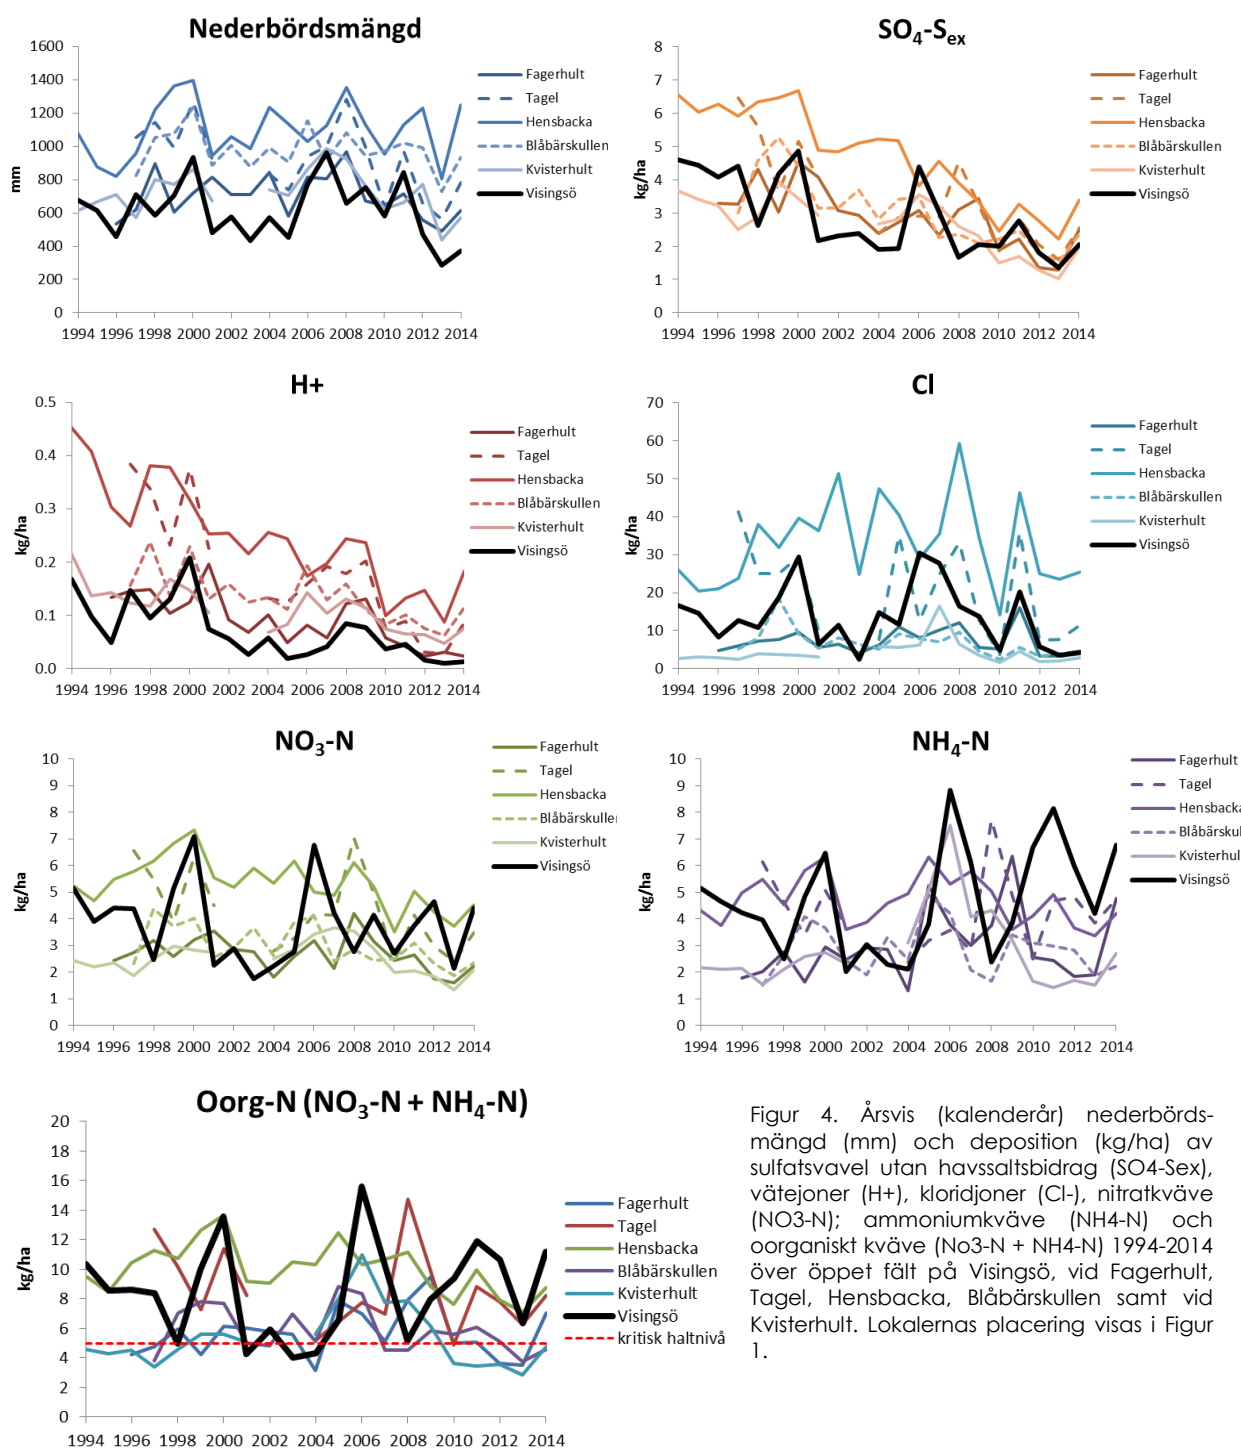 Nederbördsmängd
1600
1400
1200
1000
800
600
400
200
0
mm
1994 1996 1998 2000 2002 2004 2006 2008 2010 2012 2014
Fagerhult
Tagel
Hensbacka
Blåbärskullen
Kvisterhult
Visingsö
SO4-Sex
8
7
6
5
4
3
2
1
0
kg/ha
1994 1996 1998 2000 2002 2004 2006 2008 2010 2012 2014
Fagerhult
Tagel
Hensbacka
Blåbärskullen
Kvisterhult
Visingsö
H+
0.5
0.4
0.3
0.2
0.1
0.0
kg/ha
1994 1996 1998 2000 2002 2004 2006 2008 2010 2012 2014
Fagerhult
Tagel
Hensbacka
Blåbärskullen
Kvisterhult
Visingsö
Cl
70
60
50
40
30
20
10
0
kg/ha
1994 1996 1998 2000 2002 2004 2006 2008 2010 2012 2014
Fagerhult
Tagel
Hensbacka
Blåbärskullen
Kvisterhult
Visingsö
NO3-N
10
9
8
7
6
5
4
3
2
1
0
kg/ha
1994 1996 1998 2000 2002 2004 2006 2008 2010 2012 2014
Fagerhult
Tagel
Hensbacka
Blåbärskullen
Kvisterhult
Visingsö
NH4-N
10
9
8
7
6
5
4
3
2
1
0
kg/ha
1994 1996 1998 2000 2002 2004 2006 2008 2010 2012 2014
Fagerhult
Tagel
Hensbacka
Blåbärskul
Kvisterhul
Visingsö
Oorg-N (NO3-N + NH4-N)
20
18
16
14
12
10
8
6
4
2
0
kg/ha
1994 1996 1998 2000 2002 2004 2006 2008 2010 2012 2014
Fagerhult
Tagel
Hensbacka
Blåbärskullen
Kvisterhult
Visingsö
kritisk haltnivå
Figur 4. Årsvis (kalenderår) nederbörds-
mängd (mm) och deposition (kg/ha) av
sulfatsvavel utan havssaltsbidrag (SO4-Sex),
vätejoner (H+), kloridjoner (Cl-), nitratkväve
(NO3-N); ammoniumkväve (NH4-N) och
oorganiskt kväve (No3-N + NH4-N) 1994-2014
över öppet fält på Visingsö, vid Fagerhult,
Tagel, Hensbacka, Blåbärskullen samt vid
Kvisterhult. Lokalernas placering visas i Figur
1.